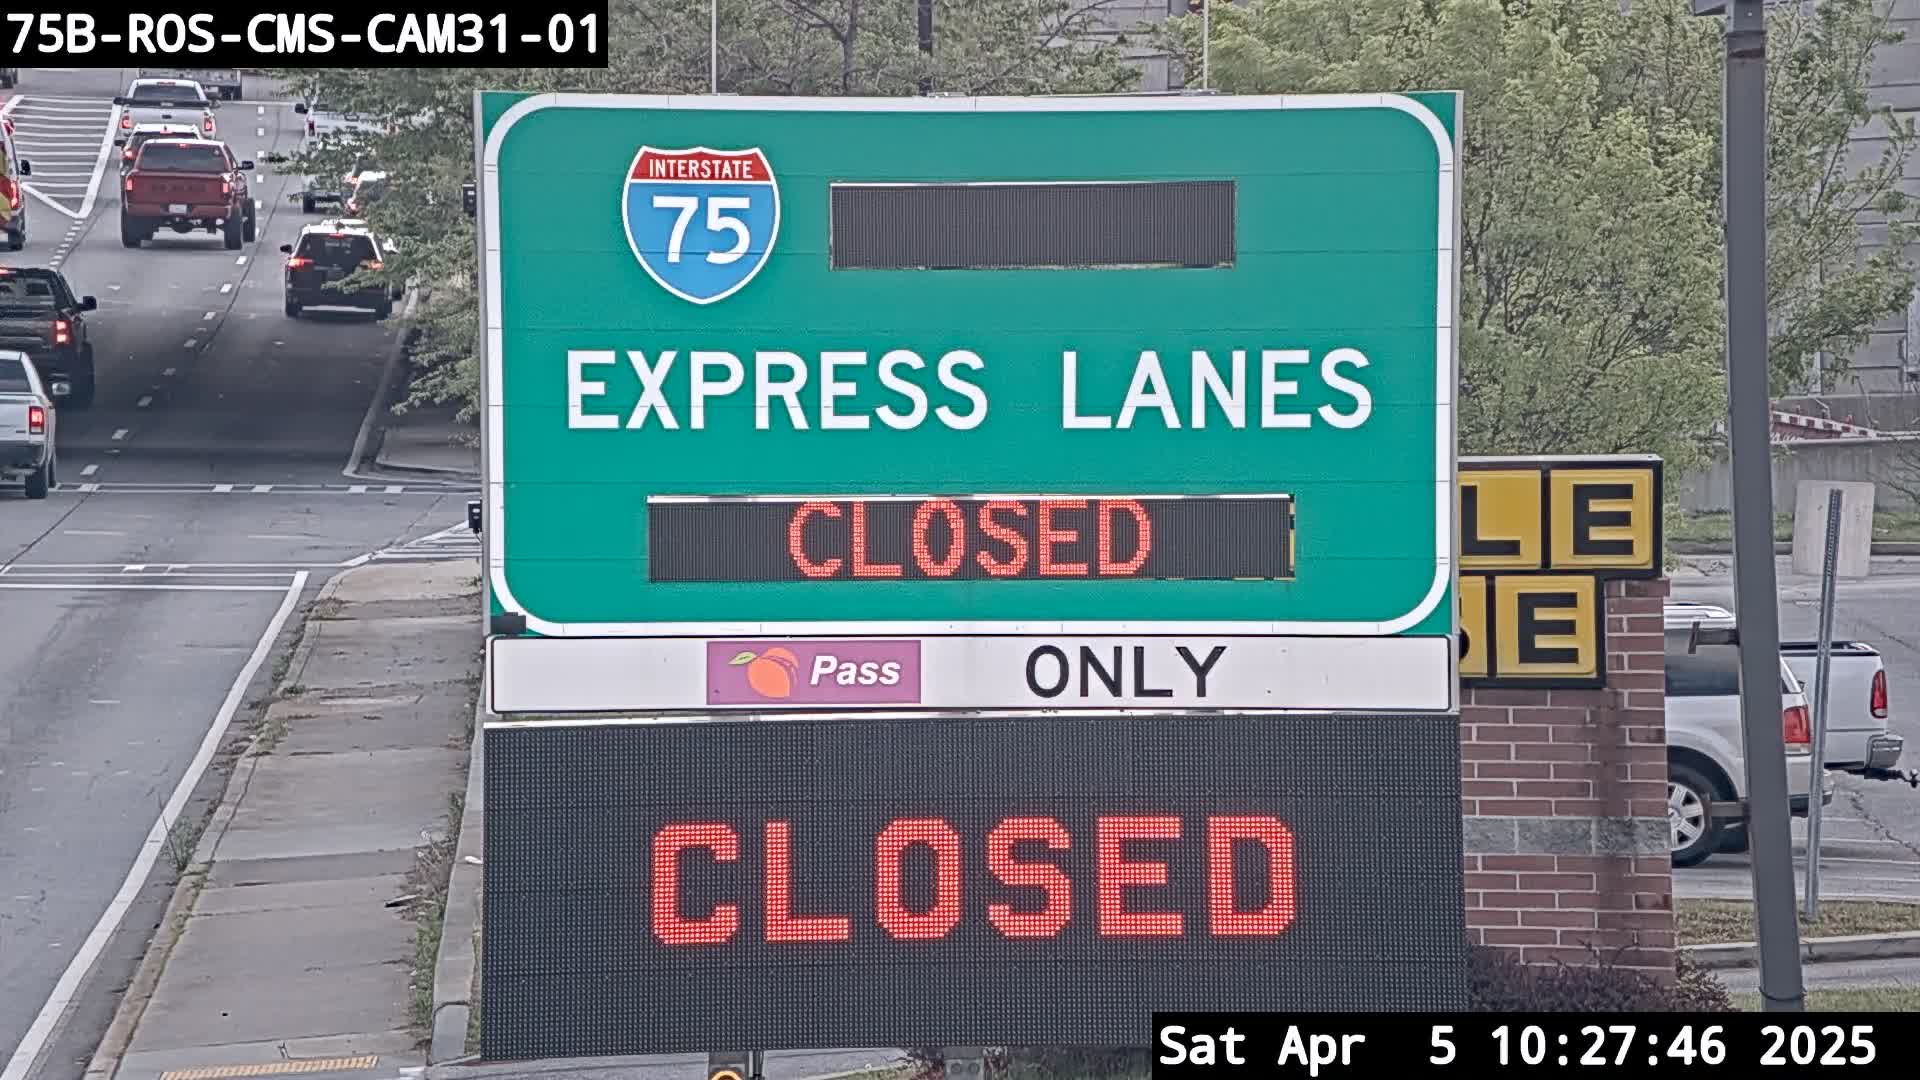 75B-ROS-CMS-CAM31-01
INTERSTATE
75
EXPRESS LANES
CLOSED
Pass ONLY
CLOSED
LE
E
Sat Apr 5 10:27:46 2025